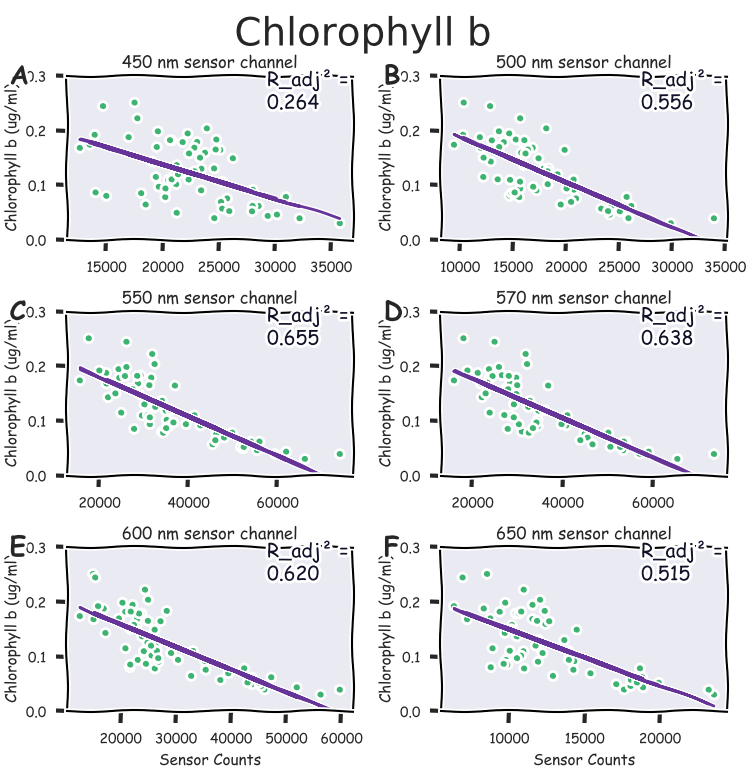 Chlorophyll b
A
450 nm sensor channel
R_adj² =
0.264
Chlorophyll b (ug/ml)
0.3
0.2
0.1
0.0
15000 20000 25000 30000 35000
B
500 nm sensor channel
R_adj² =
0.556
Chlorophyll b (ug/ml)
0.3
0.2
0.1
0.0
10000 15000 20000 25000 30000 35000
C
550 nm sensor channel
R_adj² =
0.655
Chlorophyll b (ug/ml)
0.3
0.2
0.1
0.0
20000 40000 60000
D
570 nm sensor channel
R_adj² =
0.638
Chlorophyll b (ug/ml)
0.3
0.2
0.1
0.0
20000 40000 60000
E
600 nm sensor channel
R_adj² =
0.620
Chlorophyll b (ug/ml)
0.3
0.2
0.1
0.0
20000 30000 40000 50000 60000
Sensor Counts
F
650 nm sensor channel
R_adj² =
0.515
Chlorophyll b (ug/ml)
0.3
0.2
0.1
0.0
10000 15000 20000
Sensor Counts